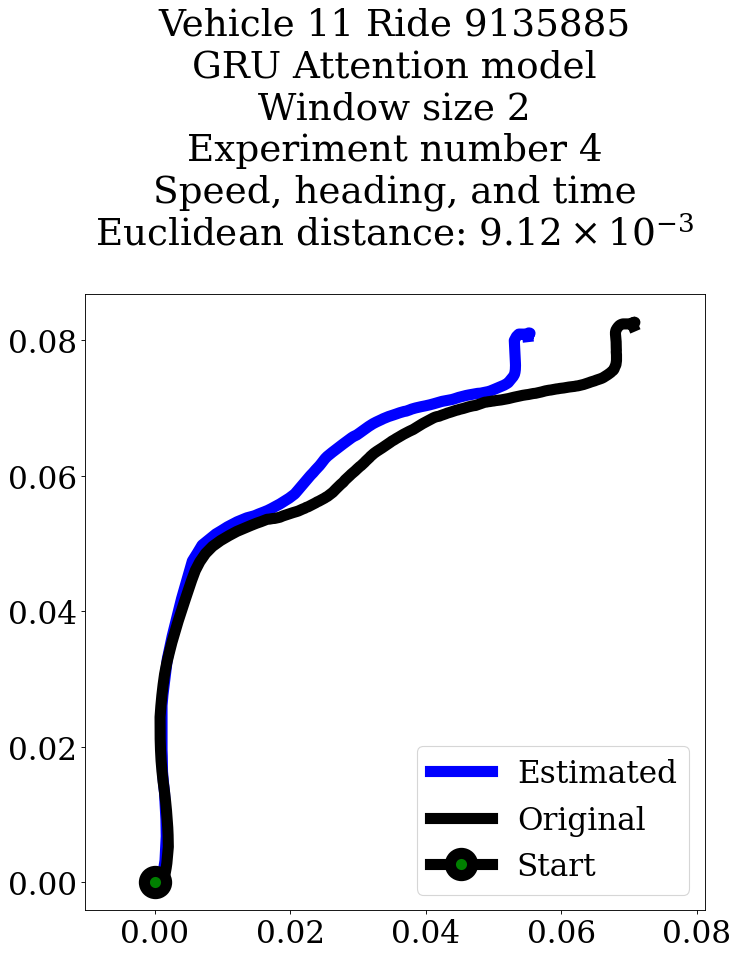 Vehicle 11 Ride 9135885
GRU Attention model
Window size 2
Experiment number 4
Speed, heading, and time
Euclidean distance: 9.12 × 10⁻³
0.08
0.06
0.04
0.02
0.00
Estimated
Original
Start
0.00 0.02 0.04 0.06 0.08